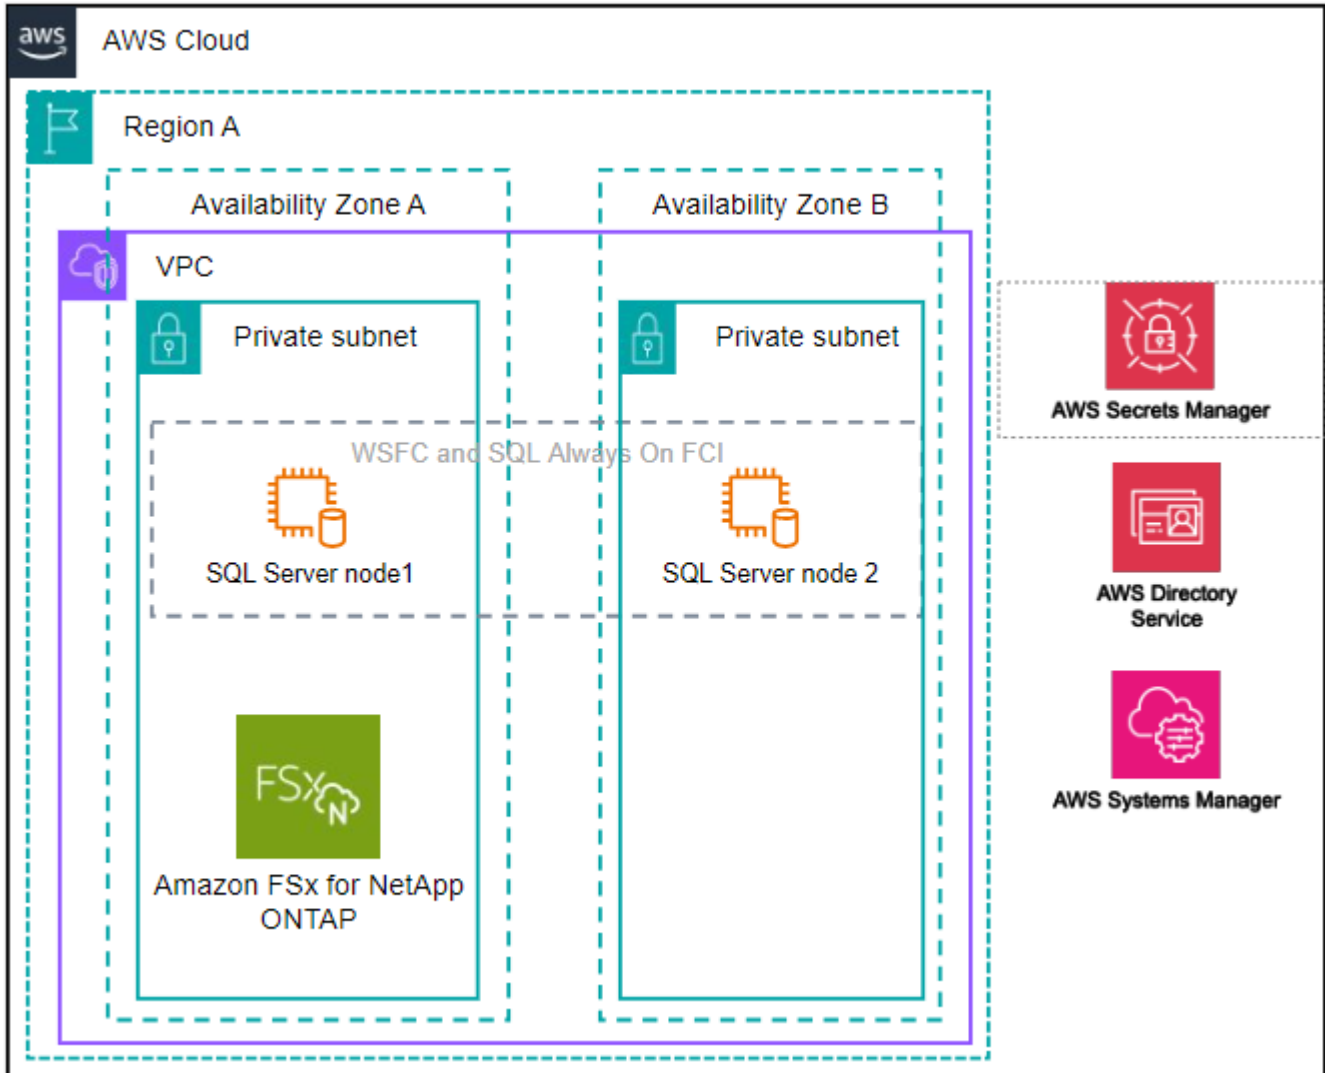 aws
AWS Cloud
Region A
Availability Zone A
Availability Zone B
VPC
Private subnet
Private subnet
WSFC and SQL Always On FCI
SQL Server node1
SQL Server node 2
FSx
N
Amazon FSx for NetApp
ONTAP
AWS Secrets Manager
AWS Directory
Service
AWS Systems Manager